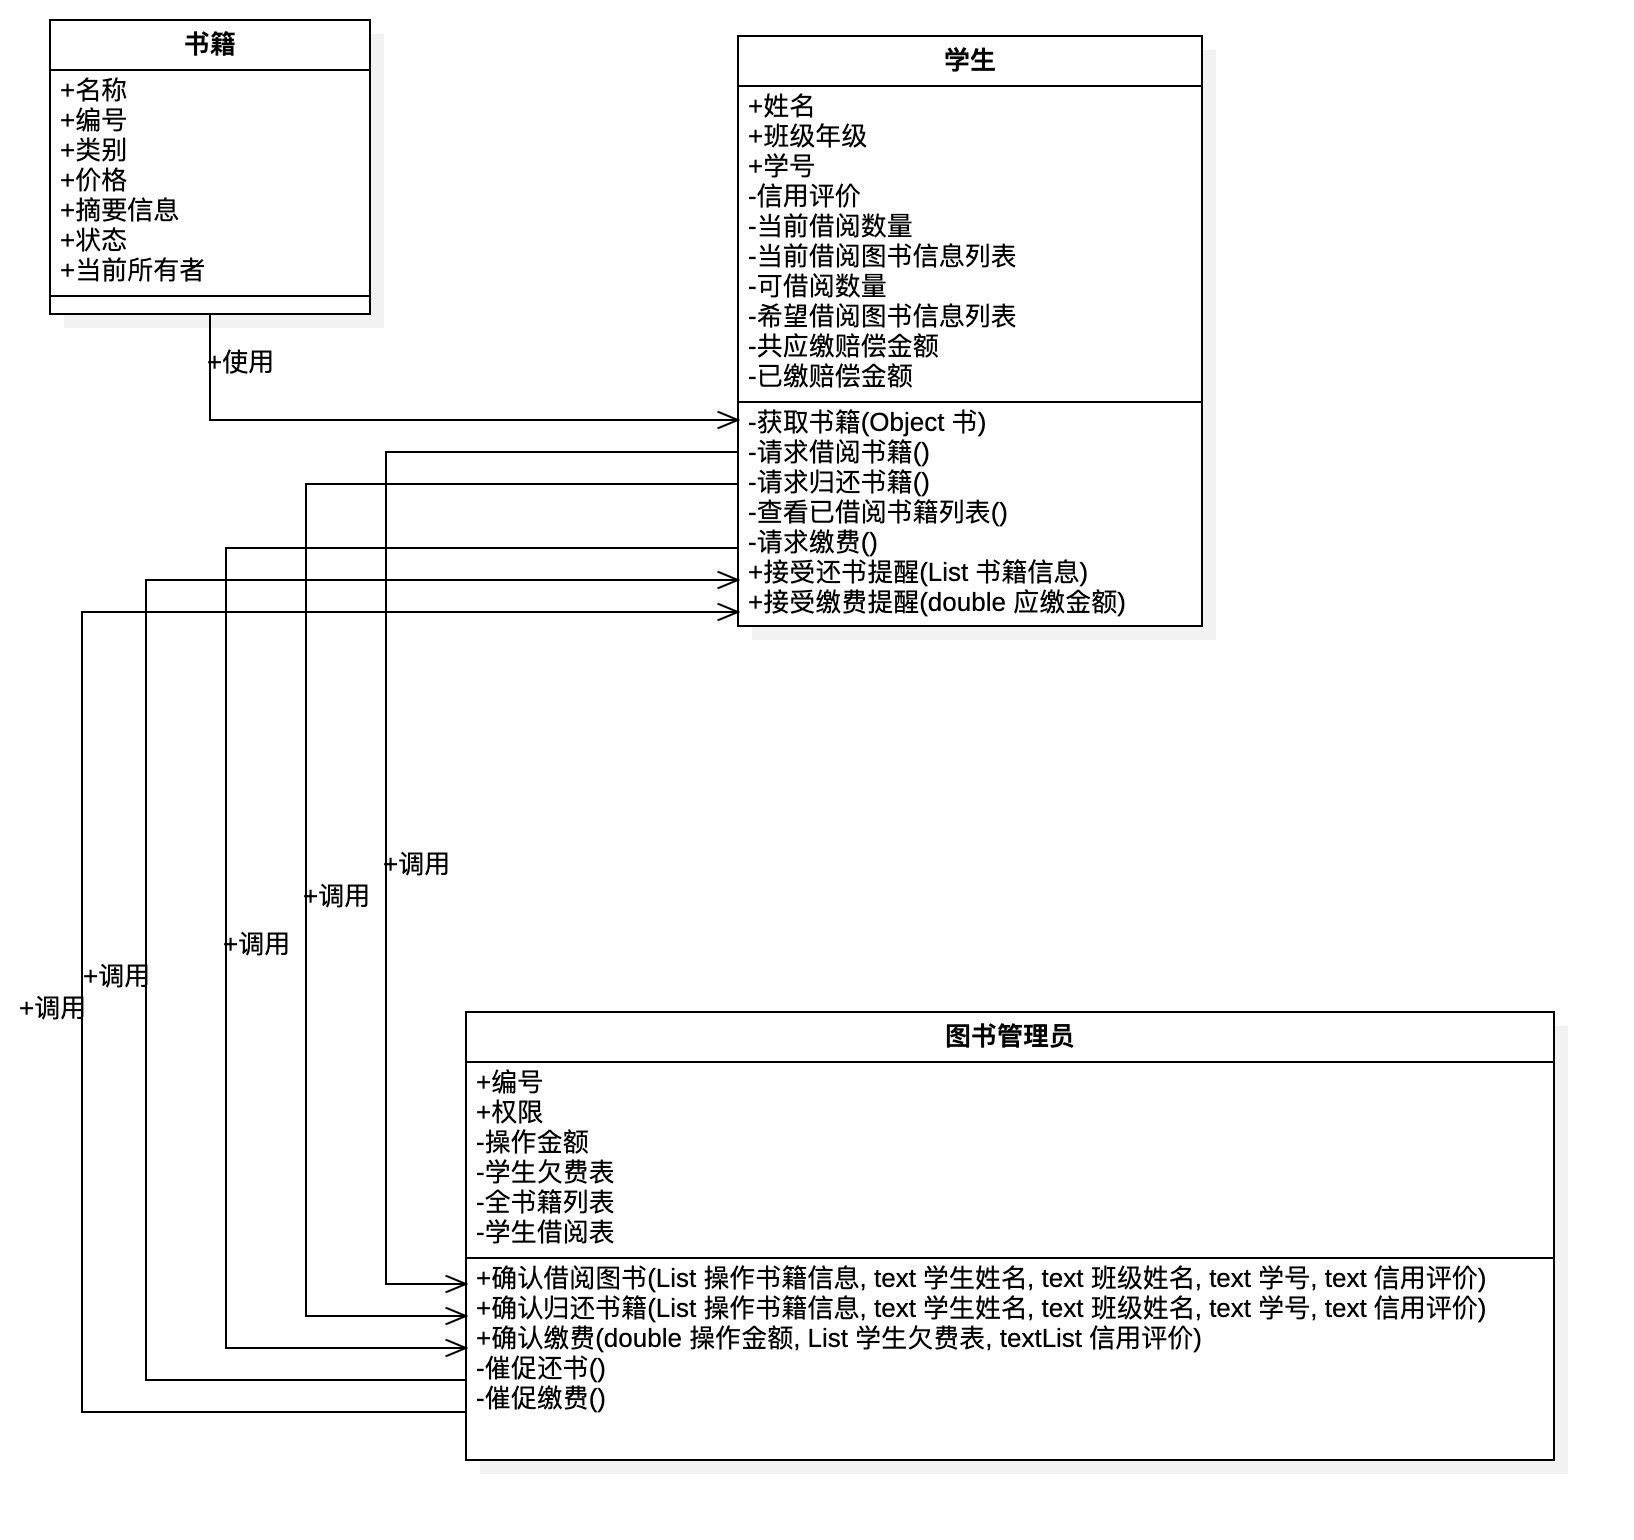 书籍
+名称
+编号
+类别
+价格
+摘要信息
+状态
+当前所有者
+使用
学生
+姓名
+班级年级
+学号
-信用评价
-当前借阅数量
-当前借阅图书信息列表
-可借阅数量
-希望借阅图书信息列表
-共应缴赔偿金额
-已缴赔偿金额
-获取书籍(Object 书)
-请求借阅书籍()
-请求归还书籍()
-查看已借阅书籍列表()
-请求缴费()
+接受还书提醒(List 书籍信息)
+接受缴费提醒(double 应缴金额)
+调用
+调用
+调用
+调用
+调用
图书管理员
+编号
+权限
-操作金额
-学生欠费表
-全书籍列表
-学生借阅表
+确认借阅图书(List 操作书籍信息, text 学生姓名, text 班级姓名, text 学号, text 信用评价)
+确认归还书籍(List 操作书籍信息, text 学生姓名, text 班级姓名, text 学号, text 信用评价)
+确认缴费(double 操作金额, List 学生欠费表, textList 信用评价)
-催促还书()
-催促缴费()